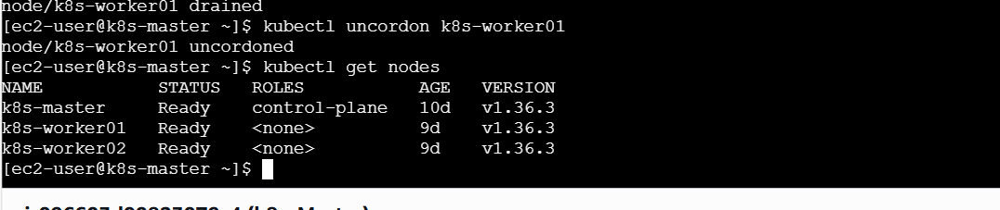 node/k8s-worker01 drained
[ec2-user@k8s-master ~]$ kubectl uncordon k8s-worker01
node/k8s-worker01 uncordoned
[ec2-user@k8s-master ~]$ kubectl get nodes
NAME STATUS ROLES AGE VERSION
k8s-master Ready control-plane 10d v1.36.3
k8s-worker01 Ready <none> 9d v1.36.3
k8s-worker02 Ready <none> 9d v1.36.3
[ec2-user@k8s-master ~]$